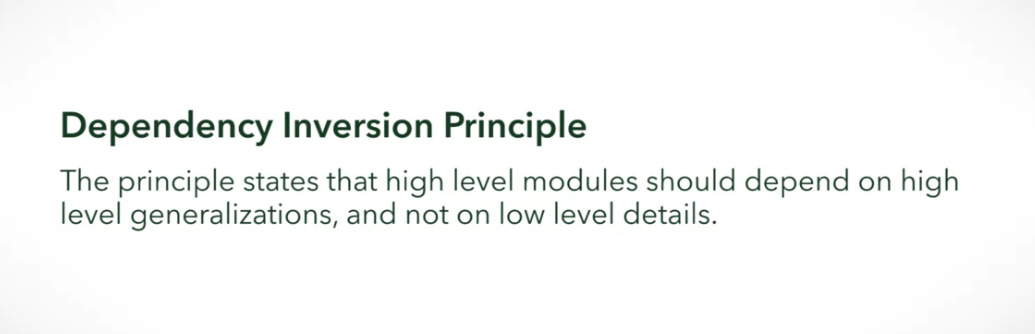 Dependency Inversion Principle
The principle states that high level modules should depend on high
level generalizations, and not on low level details.